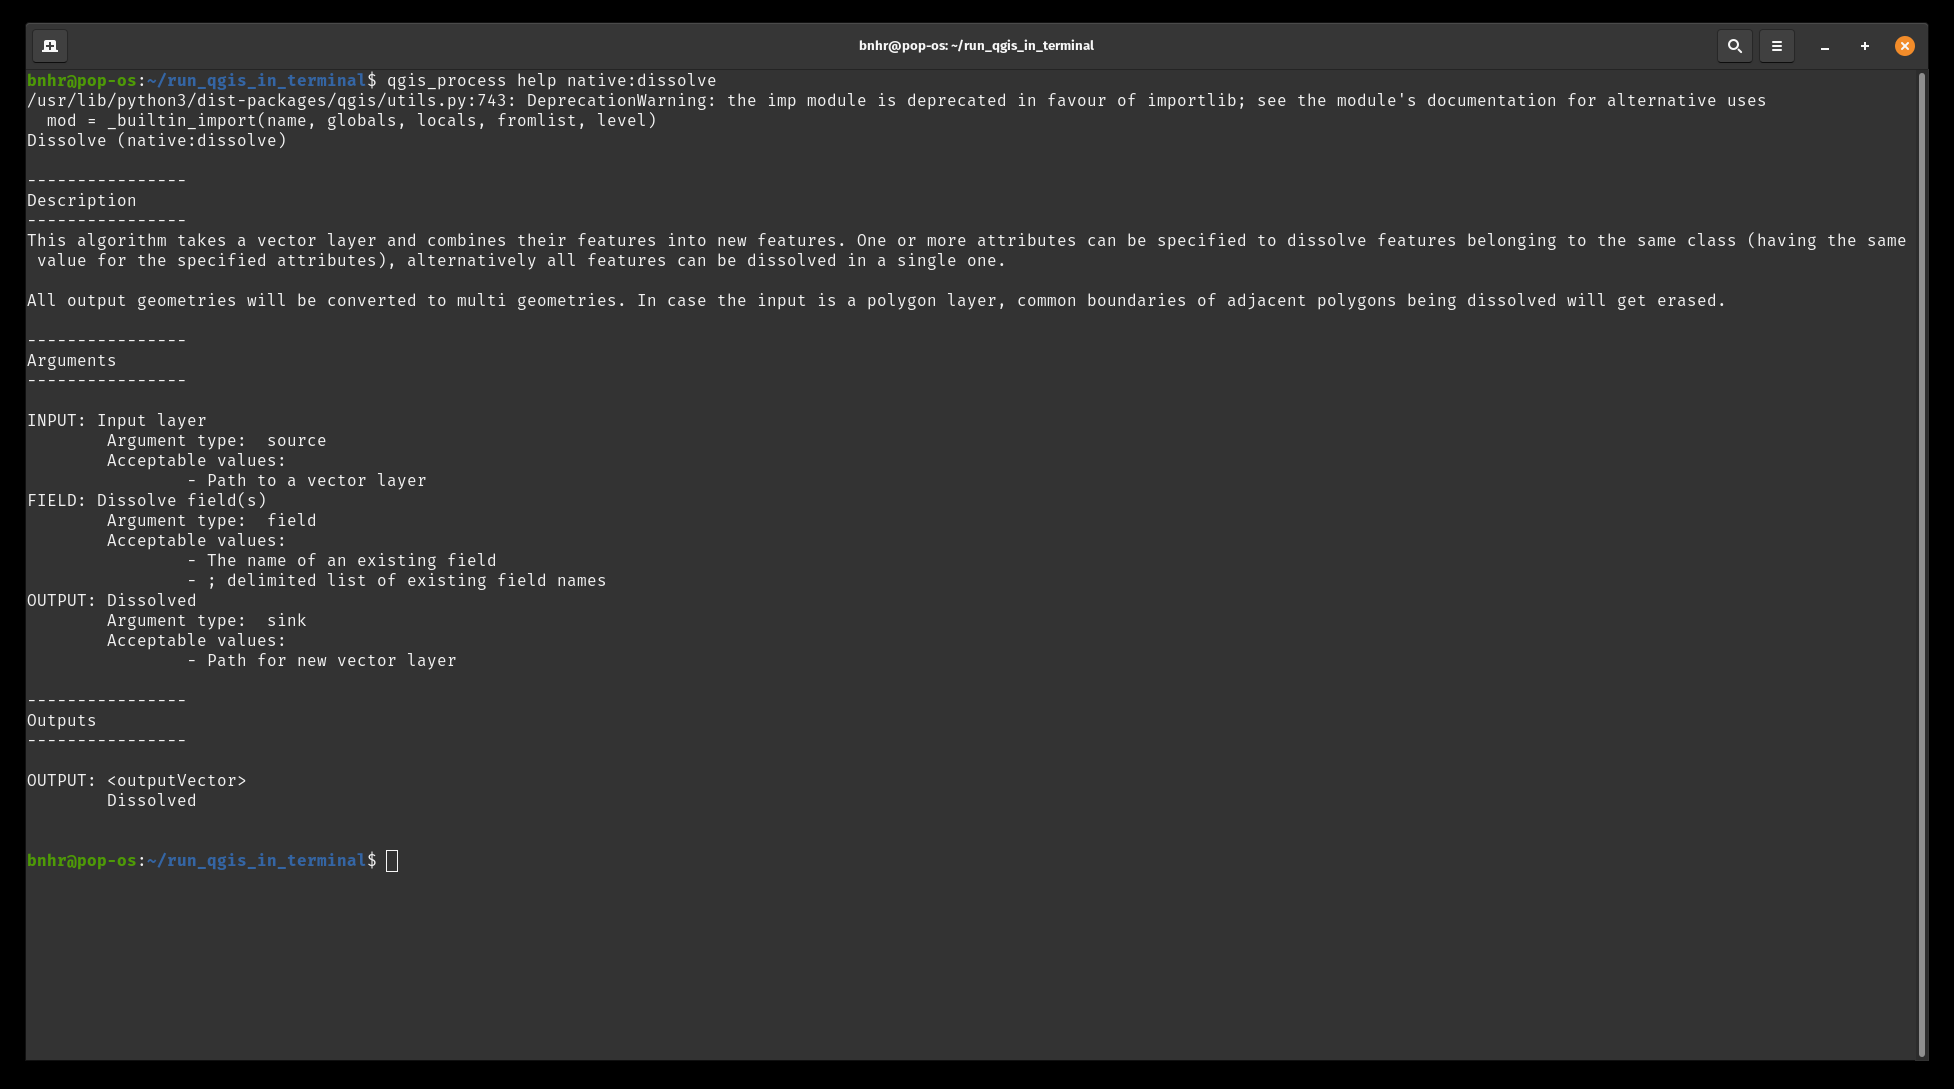 bnhr@pop-os: ~/run_qgis_in_terminal
bnhr@pop-os:~/run_qgis_in_terminal$ qgis_process help native:dissolve
/usr/lib/python3/dist-packages/qgis/utils.py:743: DeprecationWarning: the imp module is deprecated in favour of importlib; see the module's documentation for alternative uses
  mod = _builtin_import(name, globals, locals, fromlist, level)
Dissolve (native:dissolve)

----------------
Description
----------------
This algorithm takes a vector layer and combines their features into new features. One or more attributes can be specified to dissolve features belonging to the same class (having the same
 value for the specified attributes), alternatively all features can be dissolved in a single one.

All output geometries will be converted to multi geometries. In case the input is a polygon layer, common boundaries of adjacent polygons being dissolved will get erased.

----------------
Arguments
----------------

INPUT: Input layer
        Argument type:  source
        Acceptable values:
                - Path to a vector layer
FIELD: Dissolve field(s)
        Argument type:  field
        Acceptable values:
                - The name of an existing field
                - ; delimited list of existing field names
OUTPUT: Dissolved
        Argument type:  sink
        Acceptable values:
                - Path for new vector layer

----------------
Outputs
----------------

OUTPUT: <outputVector>
        Dissolved


bnhr@pop-os:~/run_qgis_in_terminal$